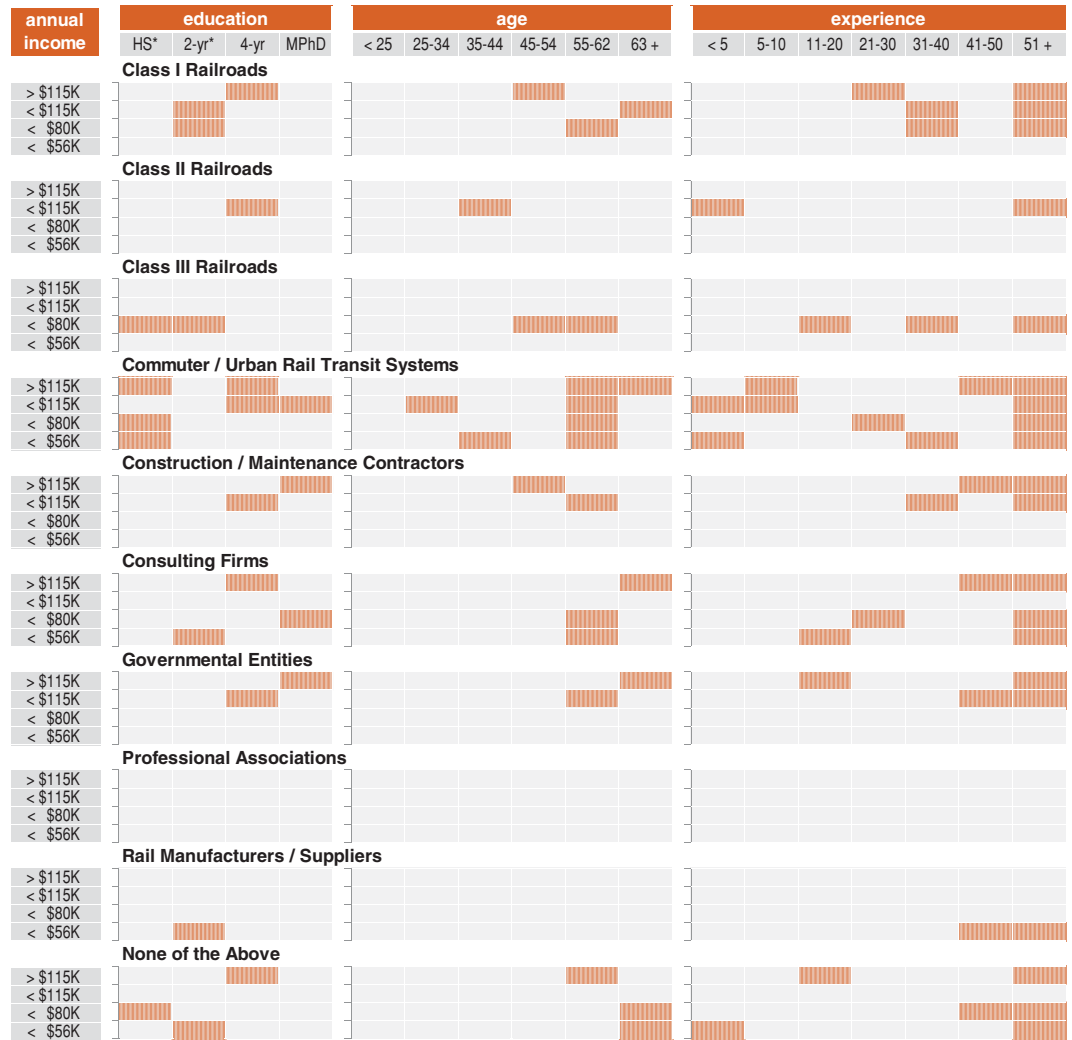 annual income education age experience
HS* 2-yr* 4-yr MPhD < 25 25-34 35-44 45-54 55-62 63 + < 5 5-10 11-20 21-30 31-40 41-50 51 +
Class I Railroads
> $115K
< $115K
< $80K
< $56K
Class II Railroads
> $115K
< $115K
< $80K
< $56K
Class III Railroads
> $115K
< $115K
< $80K
< $56K
Commuter / Urban Rail Transit Systems
> $115K
< $115K
< $80K
< $56K
Construction / Maintenance Contractors
> $115K
< $115K
< $80K
< $56K
Consulting Firms
> $115K
< $115K
< $80K
< $56K
Governmental Entities
> $115K
< $115K
< $80K
< $56K
Professional Associations
> $115K
< $115K
< $80K
< $56K
Rail Manufacturers / Suppliers
> $115K
< $115K
< $80K
< $56K
None of the Above
> $115K
< $115K
< $80K
< $56K